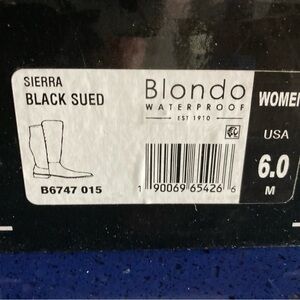 SIERRA
BLACK SUED
B6747 015
Blondo
WATERPROOF
EST 1910
1 90069 65426 6
WOMEN
USA
6.0
M